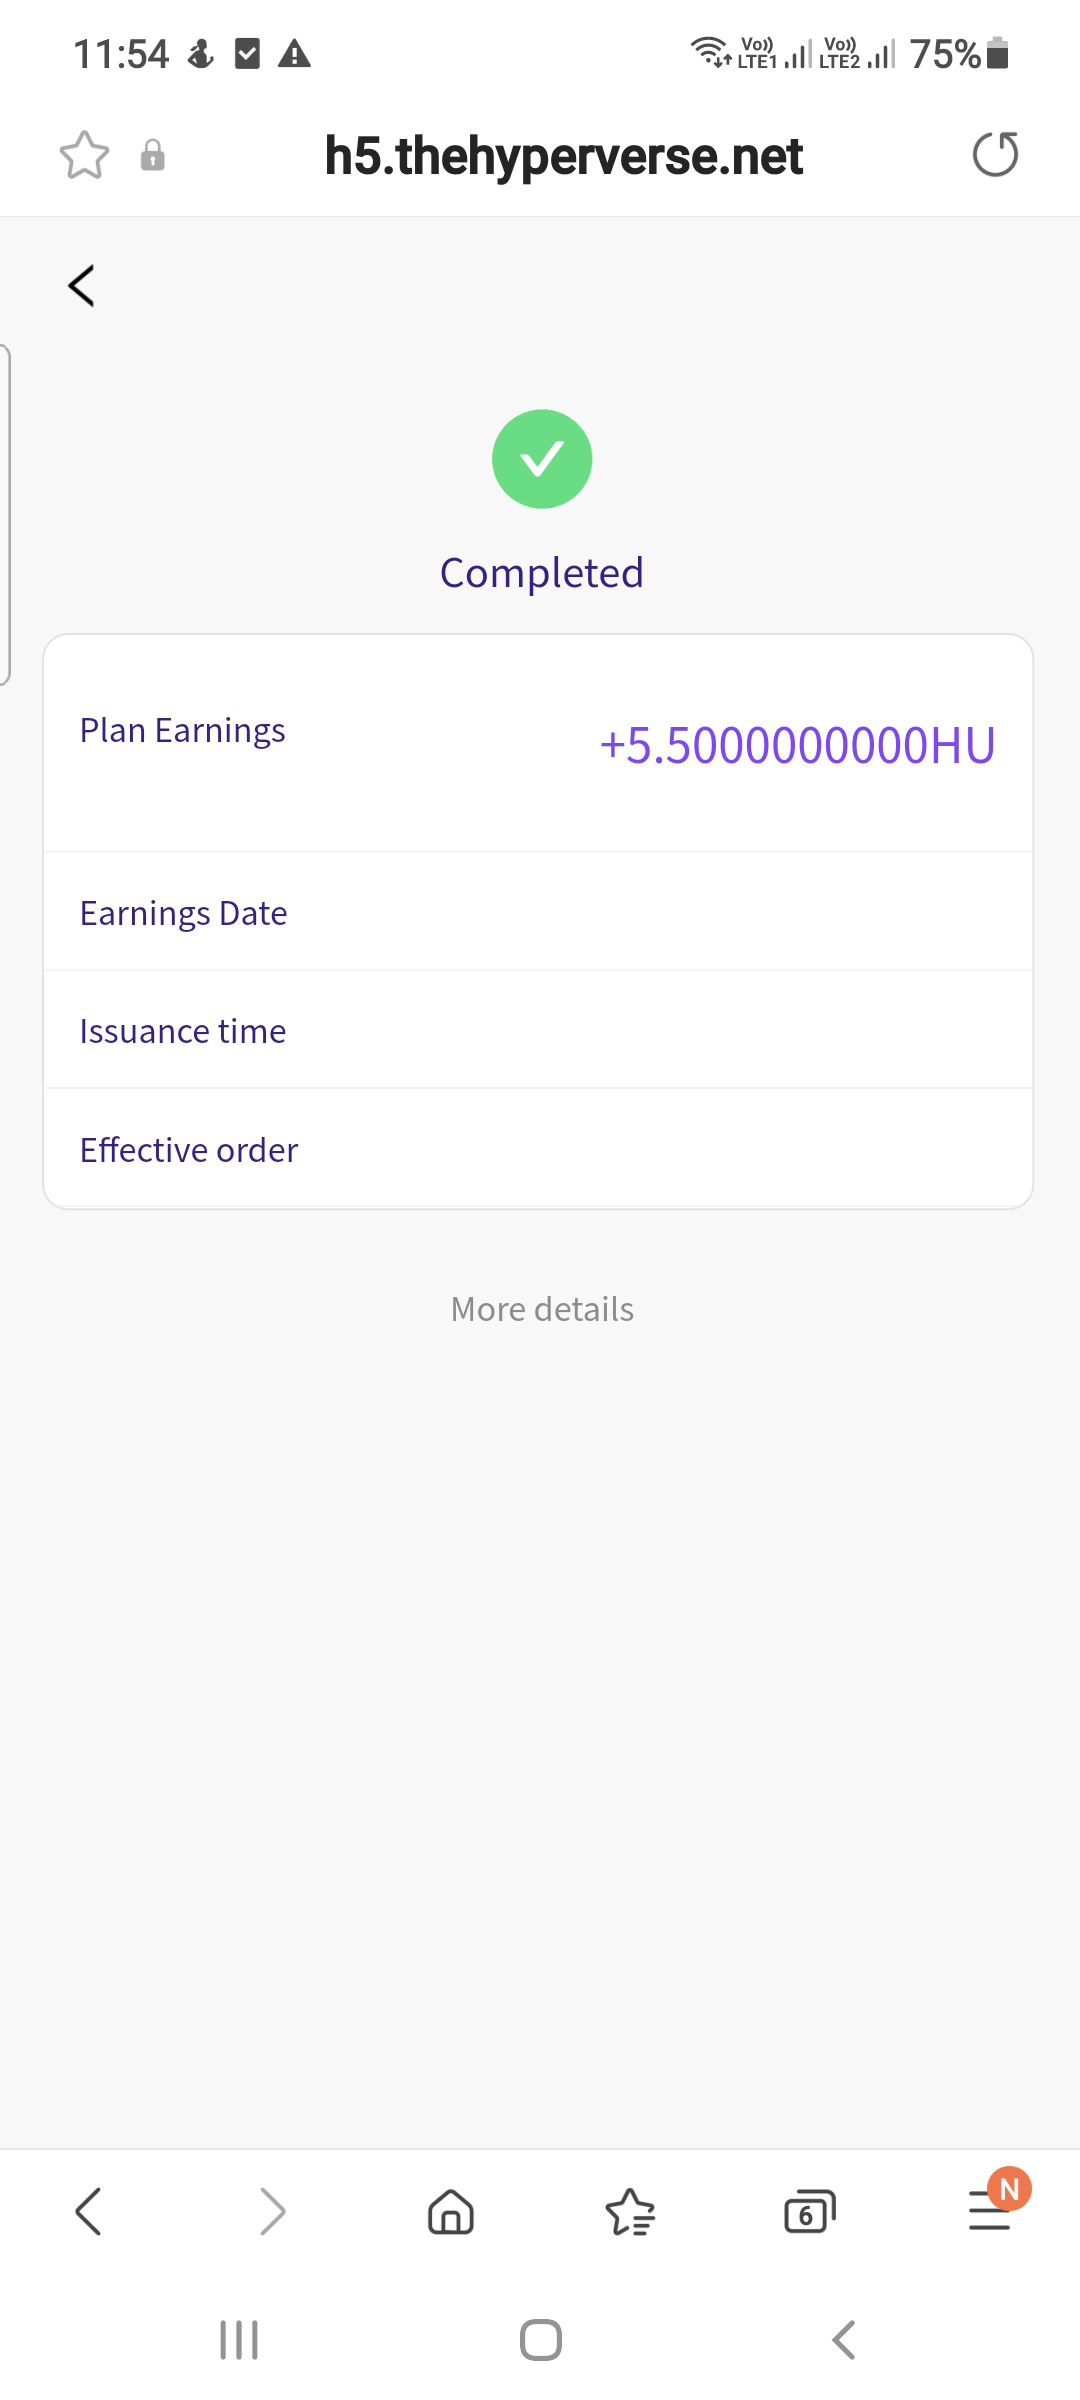 11:54
Vo)) LTE1 Vo)) LTE2 75%
h5.thehyperverse.net
Completed
Plan Earnings
+5.5000000000HU
Earnings Date
Issuance time
Effective order
More details
6
N